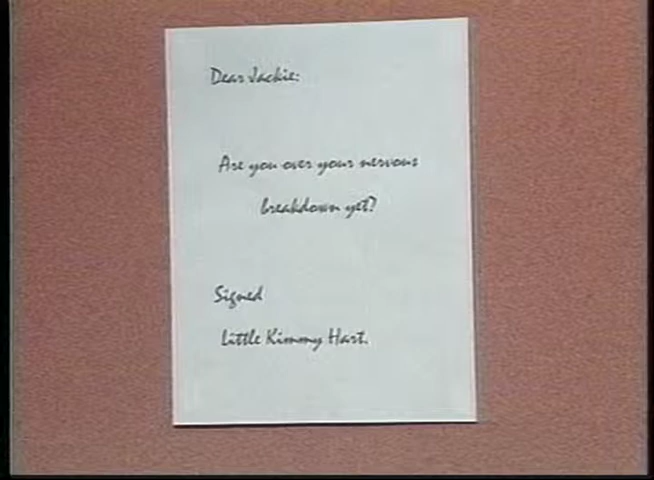 Dear Jackie:
Are you over your nervous
breakdown yet?
Signed
Little Kimmy Hart.